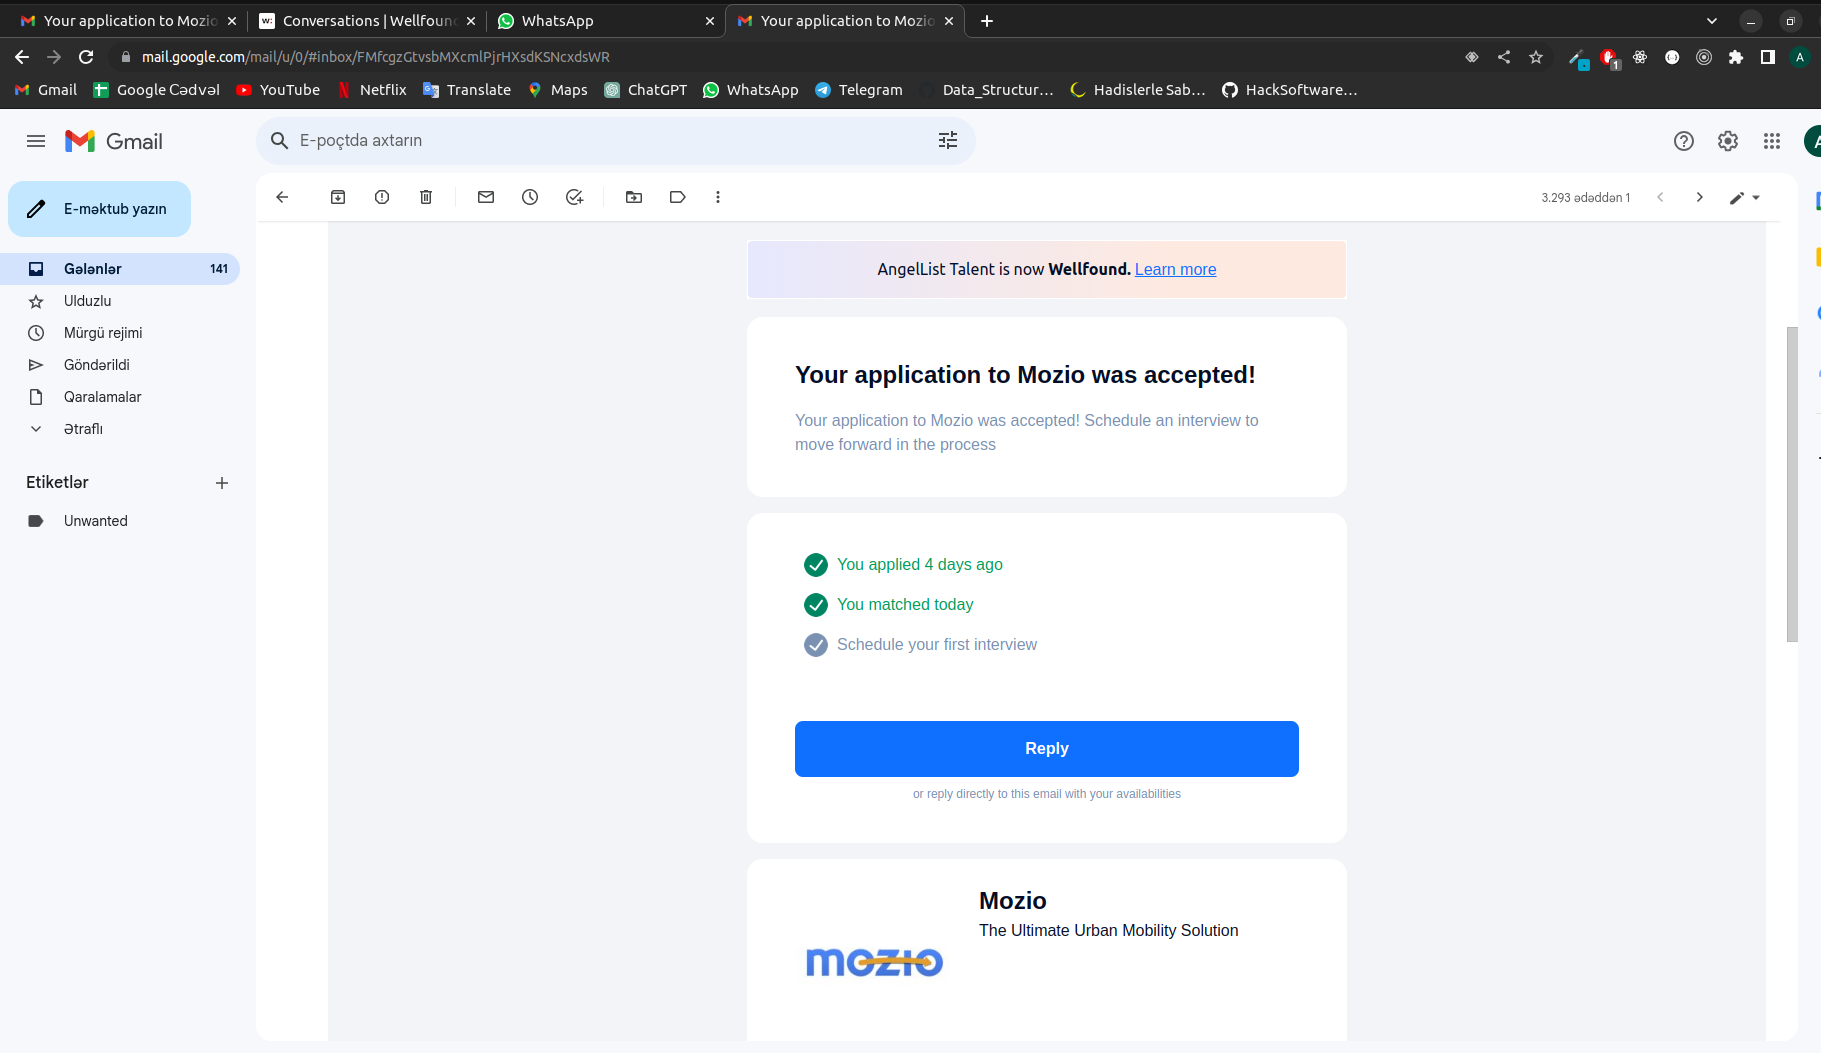 Your application to Mozio
Conversations | Wellfound
WhatsApp
Your application to Mozio
mail.google.com/mail/u/0/#inbox/FMfcgzGtvsbMXcmlPjrHXsdKSNcxdsWR
1
A
Gmail
Google Cədvəl
YouTube
Netflix
Translate
Maps
ChatGPT
WhatsApp
Telegram
Data_Structur...
Hadislerle Sab...
HackSoftware...
Gmail
E-poçtda axtarın
A
E-məktub yazın
3.293 ədəddən 1
Gələnlər 141
Ulduzlu
Mürgü rejimi
Göndərildi
Qaralamalar
Ətraflı
Etiketlər
Unwanted
AngelList Talent is now Wellfound. Learn more
Your application to Mozio was accepted!
Your application to Mozio was accepted! Schedule an interview to
move forward in the process
You applied 4 days ago
You matched today
Schedule your first interview
Reply
or reply directly to this email with your availabilities
Mozio
The Ultimate Urban Mobility Solution
mozio